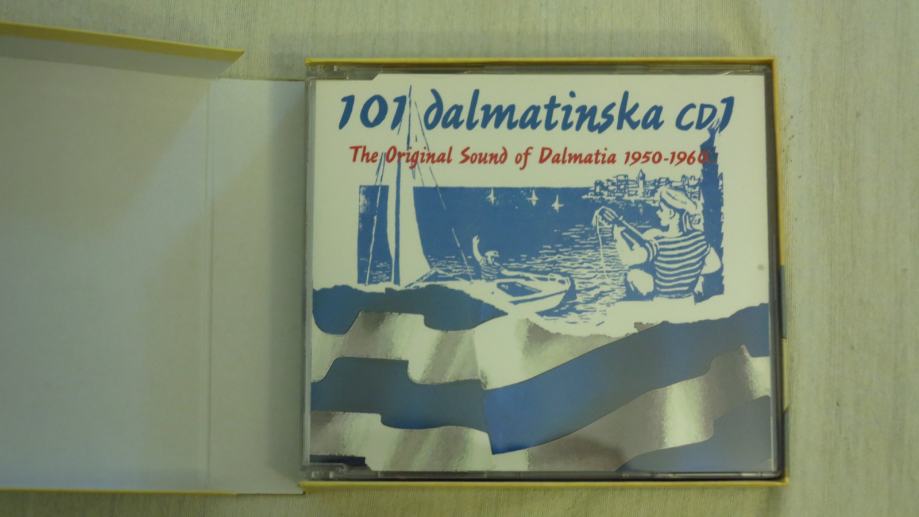 101 dalmatinska CD1
The Original Sound of Dalmatia 1950-1960